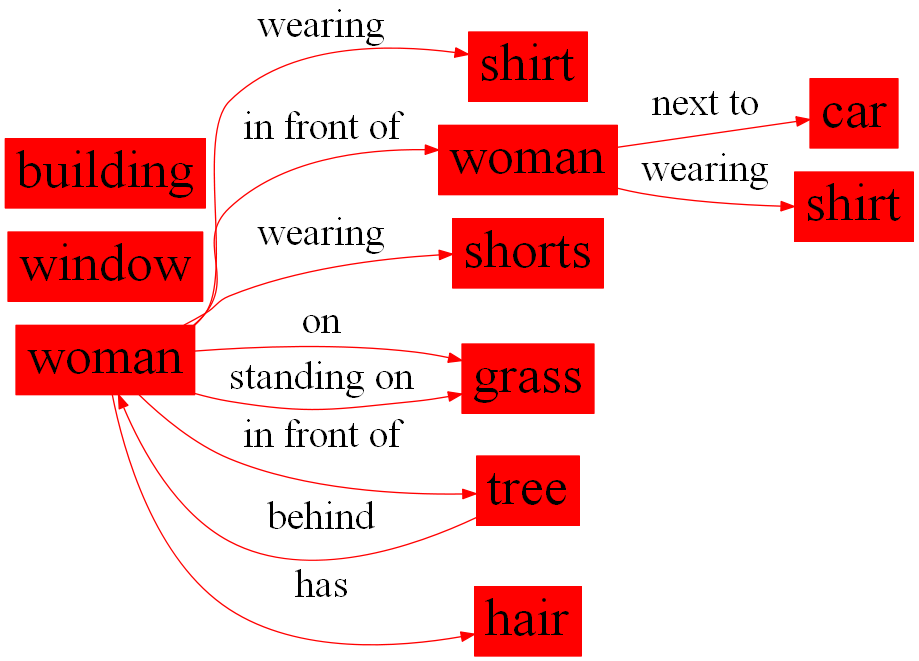 wearing
shirt
next to
car
in front of
woman
building
wearing
shirt
wearing
shorts
window
on
woman
standing on
grass
in front of
tree
behind
has
hair